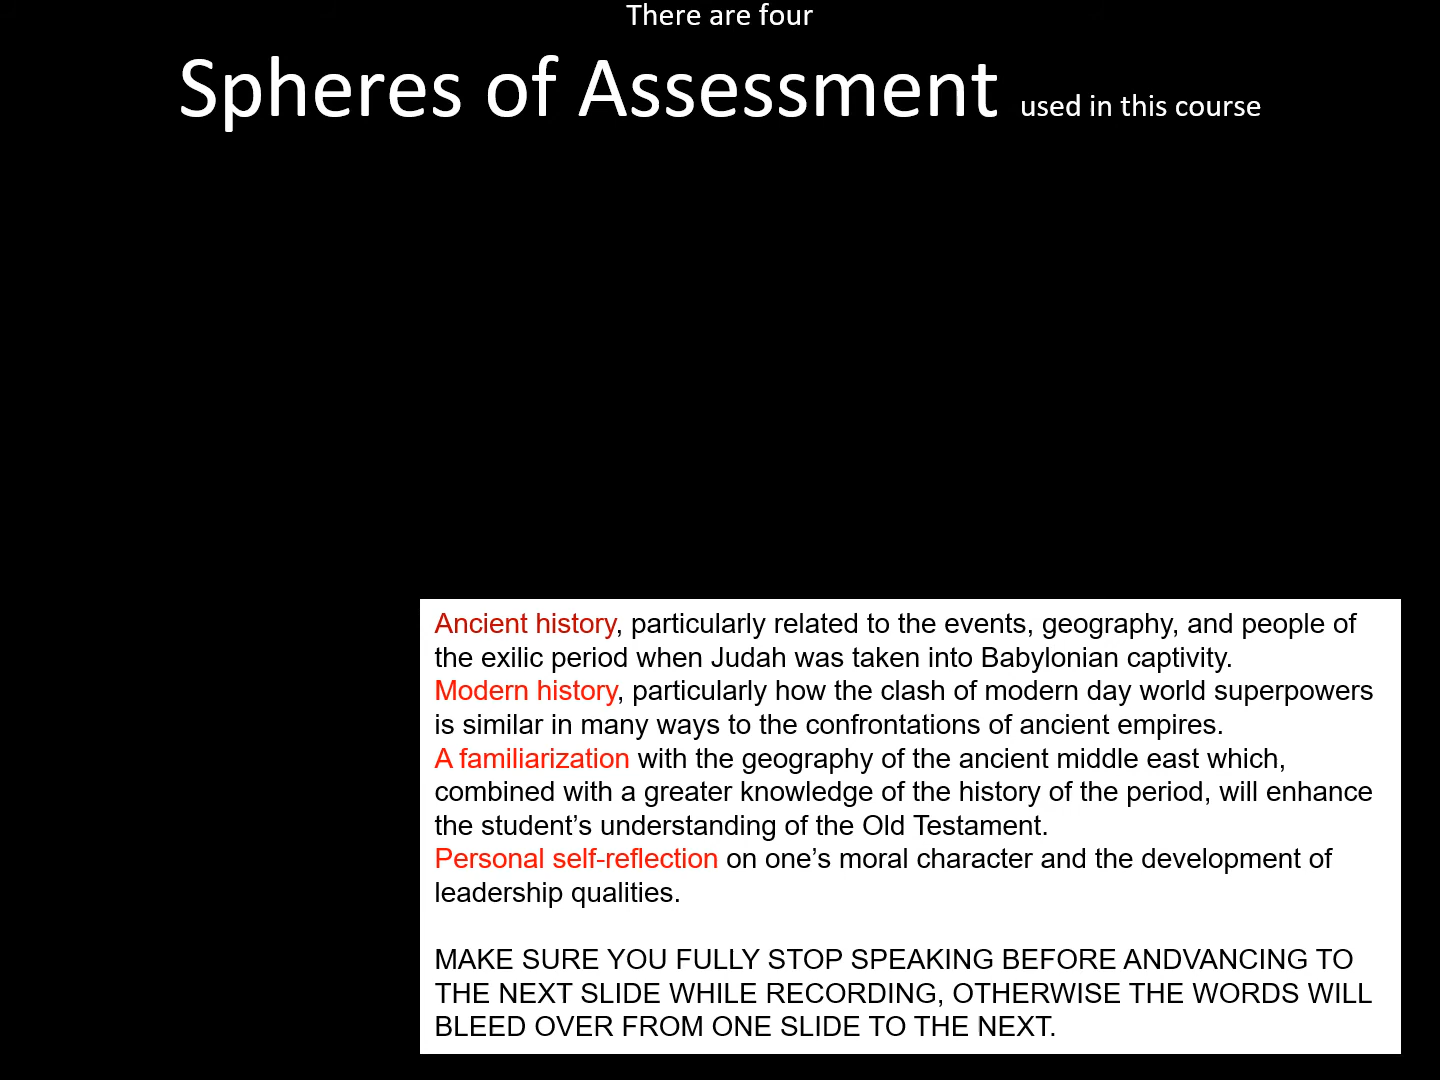 There are four
Spheres of Assessment used in this course
Ancient history, particularly related to the events, geography, and people of
the exilic period when Judah was taken into Babylonian captivity.
Modern history, particularly how the clash of modern day world superpowers
is similar in many ways to the confrontations of ancient empires.
A familiarization with the geography of the ancient middle east which,
combined with a greater knowledge of the history of the period, will enhance
the student’s understanding of the Old Testament.
Personal self-reflection on one’s moral character and the development of
leadership qualities.
MAKE SURE YOU FULLY STOP SPEAKING BEFORE ANDVANCING TO
THE NEXT SLIDE WHILE RECORDING, OTHERWISE THE WORDS WILL
BLEED OVER FROM ONE SLIDE TO THE NEXT.